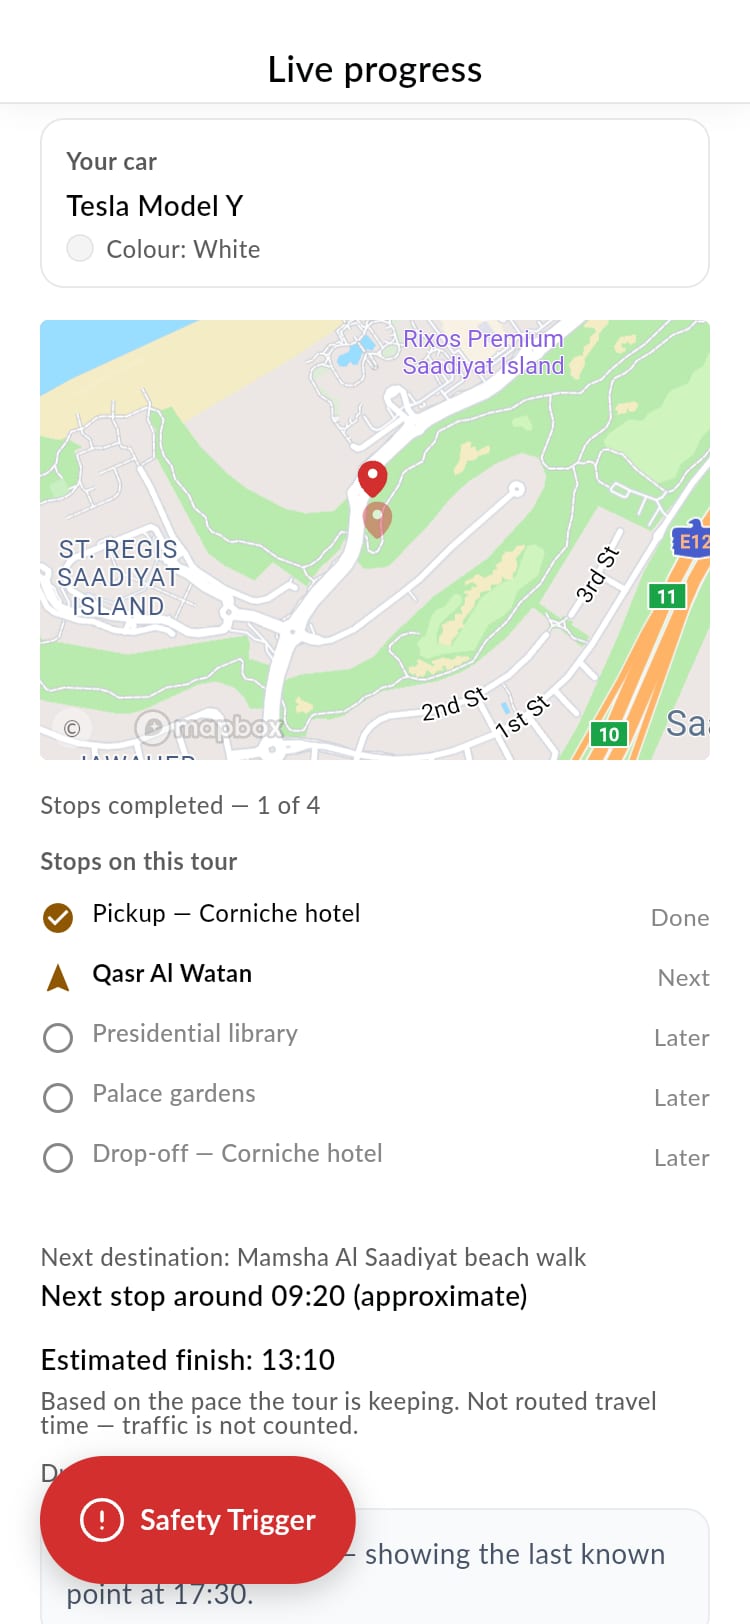 Live progress
Your car
Tesla Model Y
Colour: White
Rixos Premium
Saadiyat Island
ST. REGIS
SAADIYAT
ISLAND
E12
3rd St
11
2nd St
1st St
10
© mapbox
Stops completed — 1 of 4
Stops on this tour
Pickup — Corniche hotel Done
Qasr Al Watan Next
Presidential library Later
Palace gardens Later
Drop-off — Corniche hotel Later
Next destination: Mamsha Al Saadiyat beach walk
Next stop around 09:20 (approximate)
Estimated finish: 13:10
Based on the pace the tour is keeping. Not routed travel
time — traffic is not counted.
Safety Trigger
— showing the last known
point at 17:30.